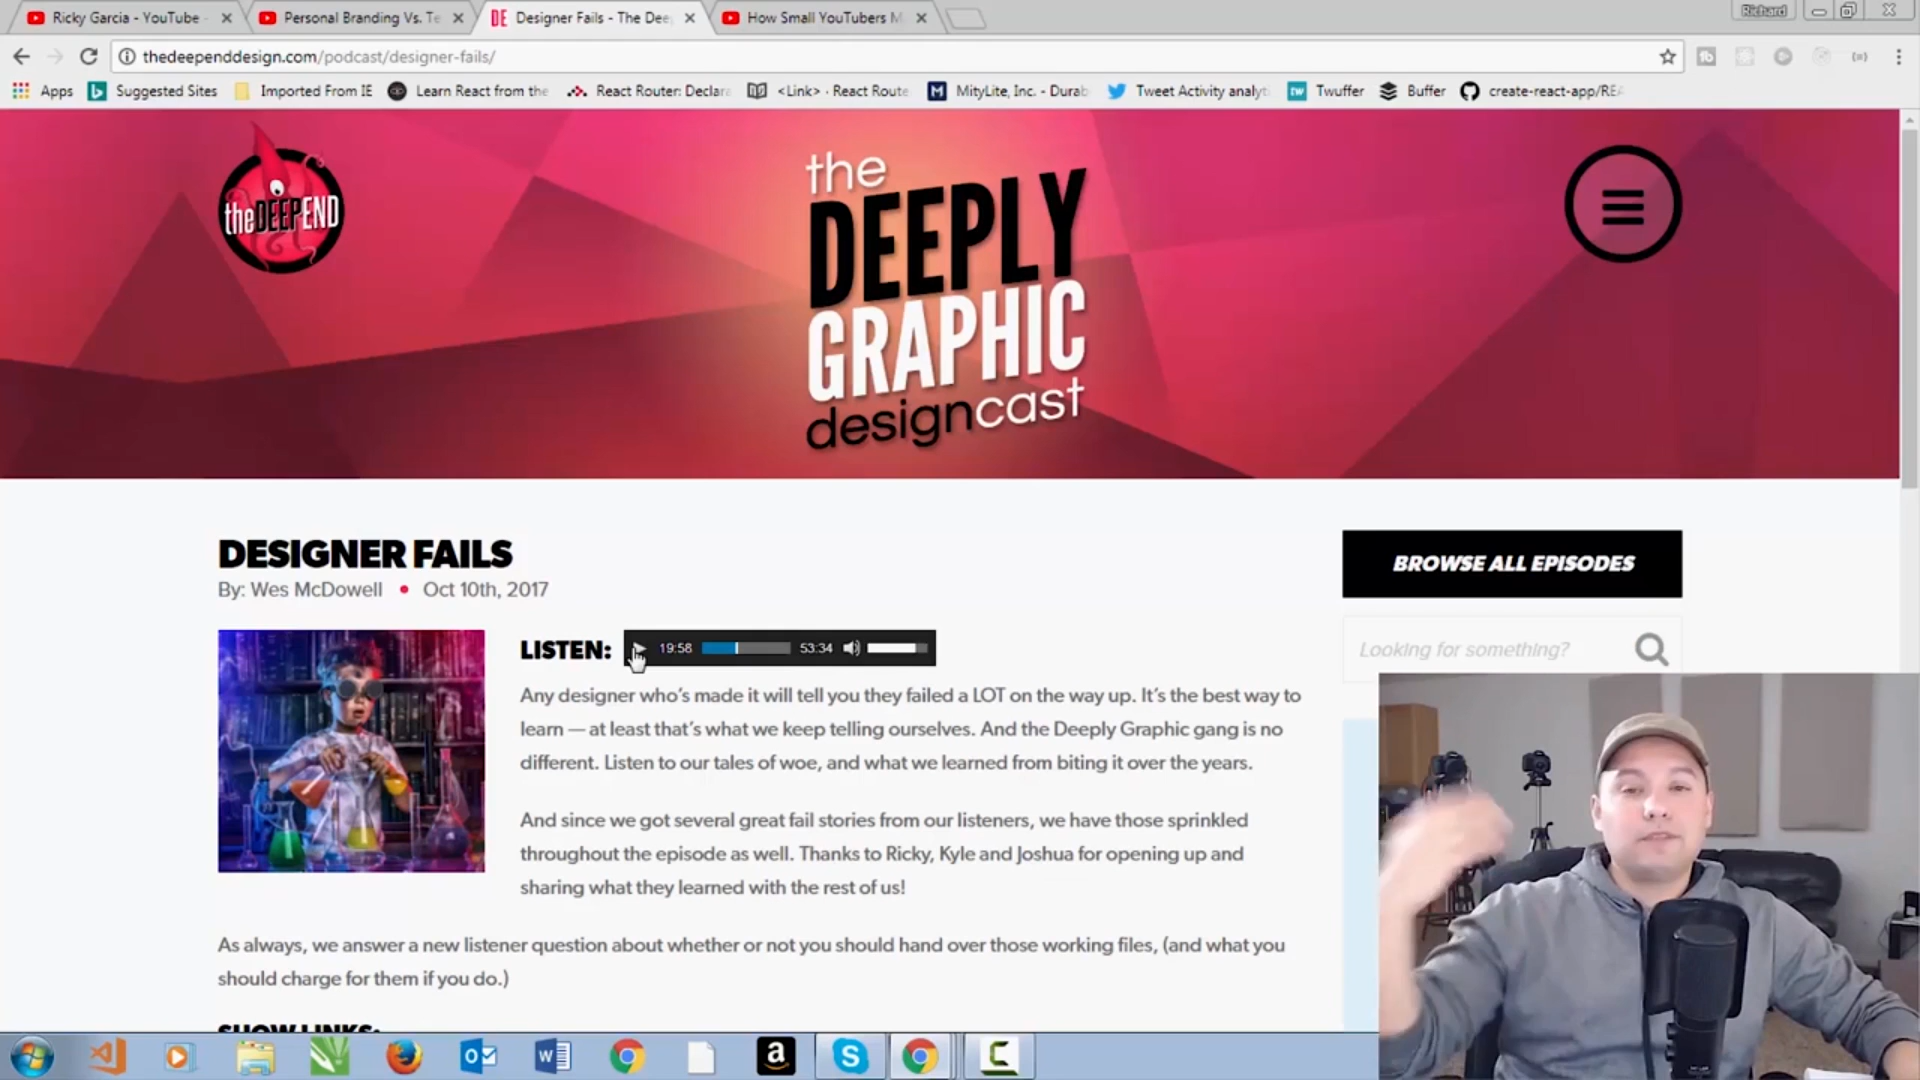 Ricky Garcia - YouTube
Personal Branding Vs. Te
DE Designer Fails - The Dee
How Small YouTubers M
Richard
thedeependdesign.com/podcast/designer-fails/
Apps
Suggested Sites
Imported From IE
Learn React from the
React Router: Declara
<Link> · React Route
MityLite, Inc. - Durab
Tweet Activity analyt
Twuffer
Buffer
create-react-app/REA
theDEEPEND
the
DEEPLY
GRAPHIC
designcast
DESIGNER FAILS
By: Wes McDowell • Oct 10th, 2017
BROWSE ALL EPISODES
LISTEN:
19:58
53:34
Looking for something?
Any designer who's made it will tell you they failed a LOT on the way up. It's the best way to
learn — at least that's what we keep telling ourselves. And the Deeply Graphic gang is no
different. Listen to our tales of woe, and what we learned from biting it over the years.
And since we got several great fail stories from our listeners, we have those sprinkled
throughout the episode as well. Thanks to Ricky, Kyle and Joshua for opening up and
sharing what they learned with the rest of us!
As always, we answer a new listener question about whether or not you should hand over those working files, (and what you
should charge for them if you do.)
SHOW LINKS: